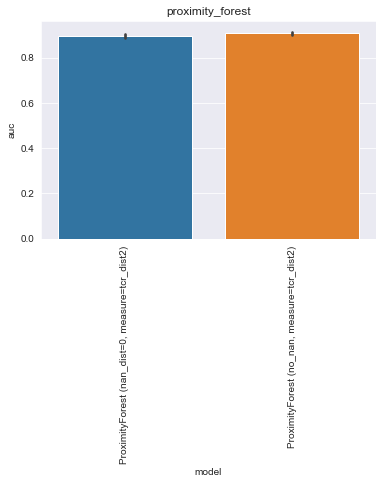 proximity_forest
0.8
0.6
0.4
0.2
0.0
auc
ProximityForest (nan_dist=0, measure=tcr_dist2)
ProximityForest (no_nan, measure=tcr_dist2)
model